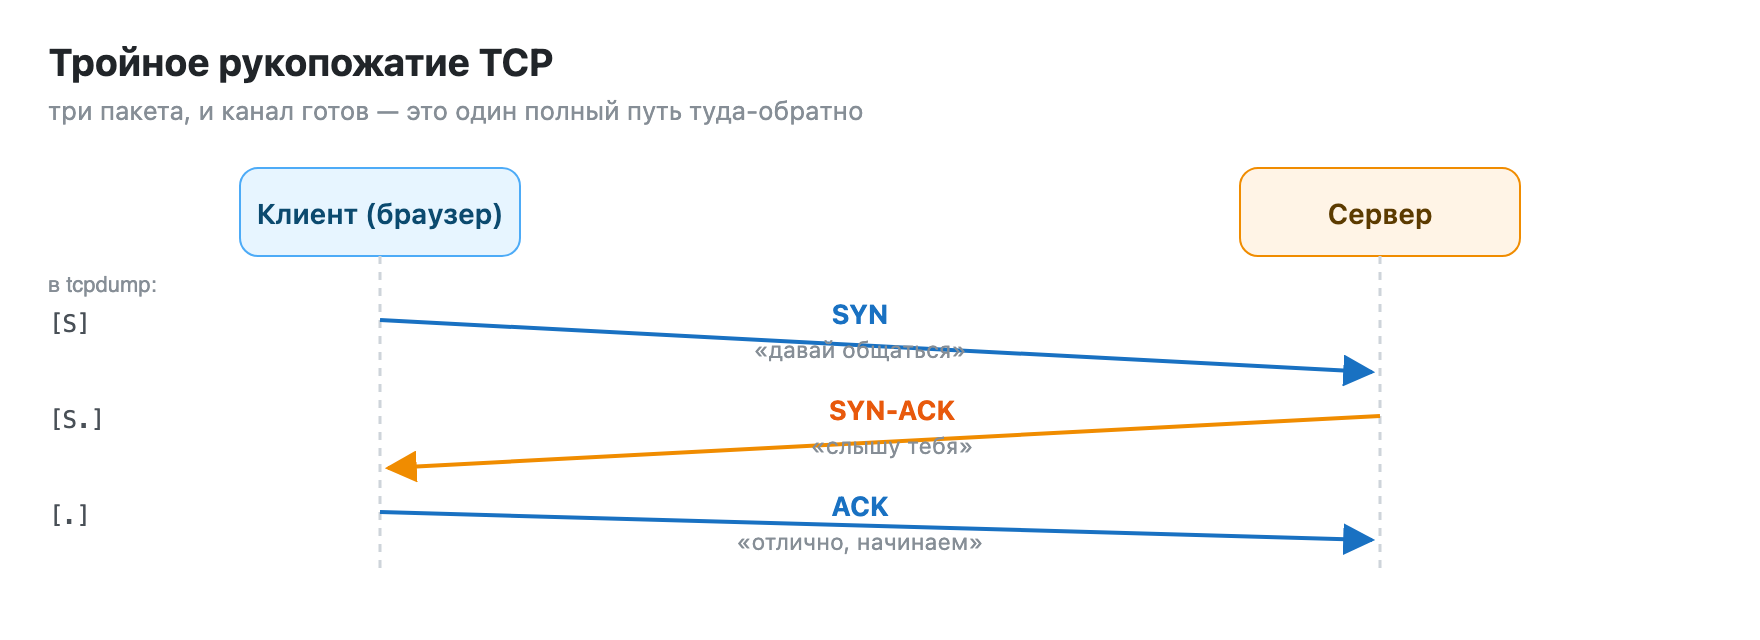 Тройное рукопожатие TCP
три пакета, и канал готов — это один полный путь туда-обратно
Клиент (браузер)
Сервер
в tcpdump:
[S]
SYN
«давай общаться»
[S.]
SYN-ACK
«слышу тебя»
[.]
ACK
«отлично, начинаем»